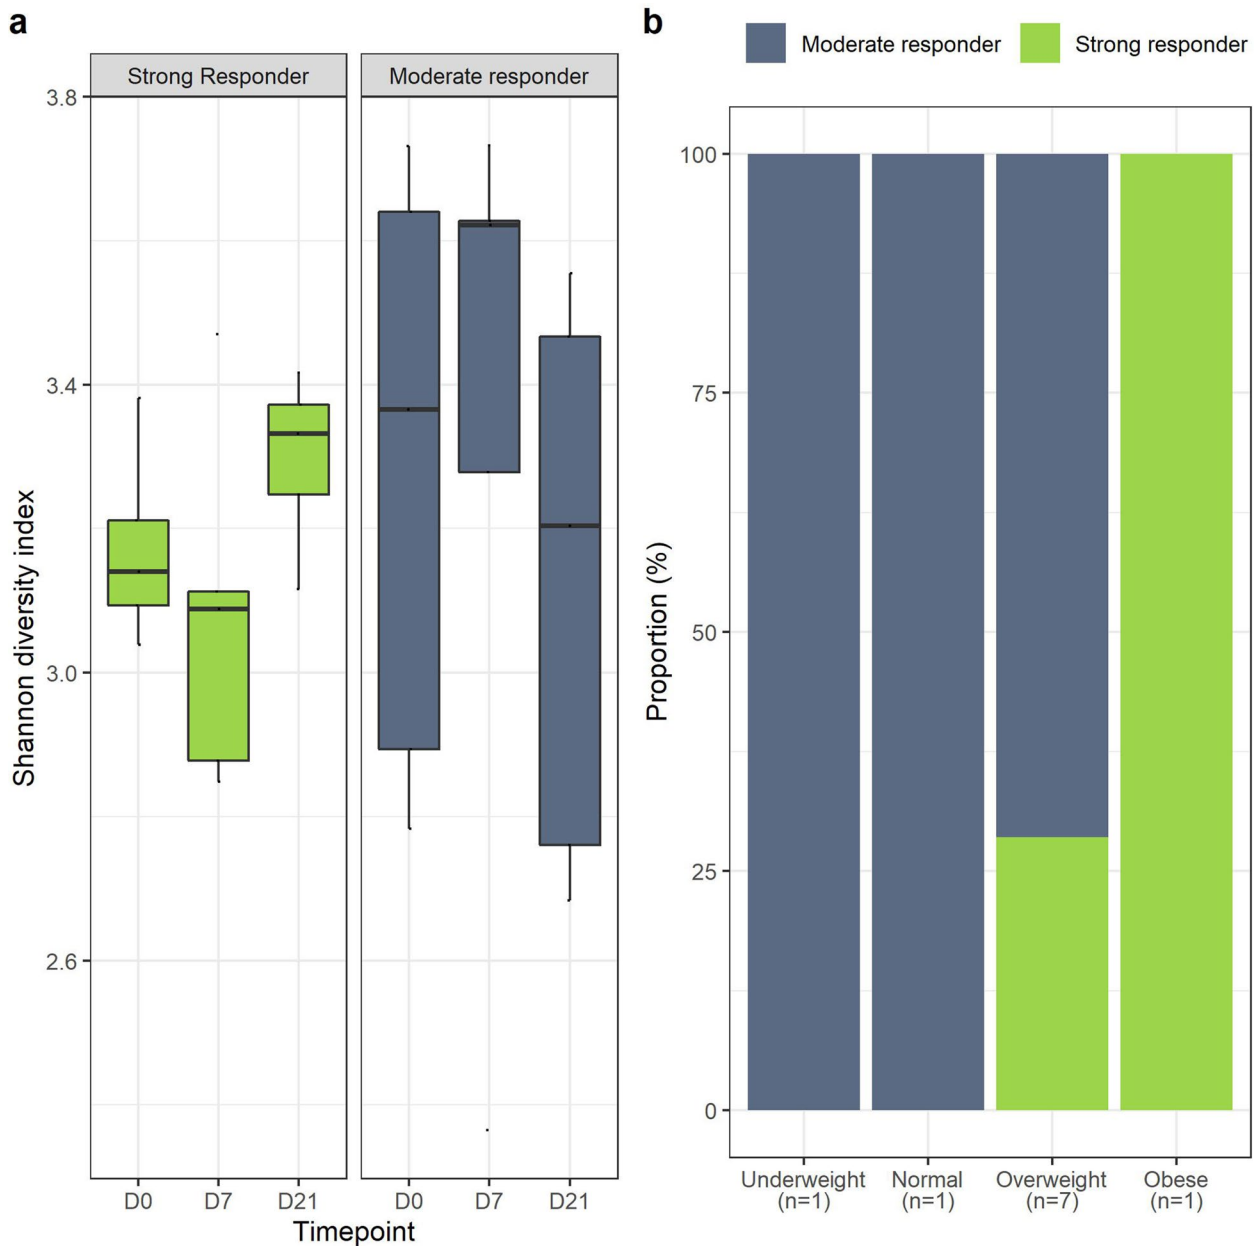 a
Strong Responder
Moderate responder
Shannon diversity index
3.8
3.4
3.0
2.6
D0
D7
D21
D0
D7
D21
Timepoint
b
Moderate responder
Strong responder
Proportion (%)
100
75
50
25
0
Underweight
(n=1)
Normal
(n=1)
Overweight
(n=7)
Obese
(n=1)